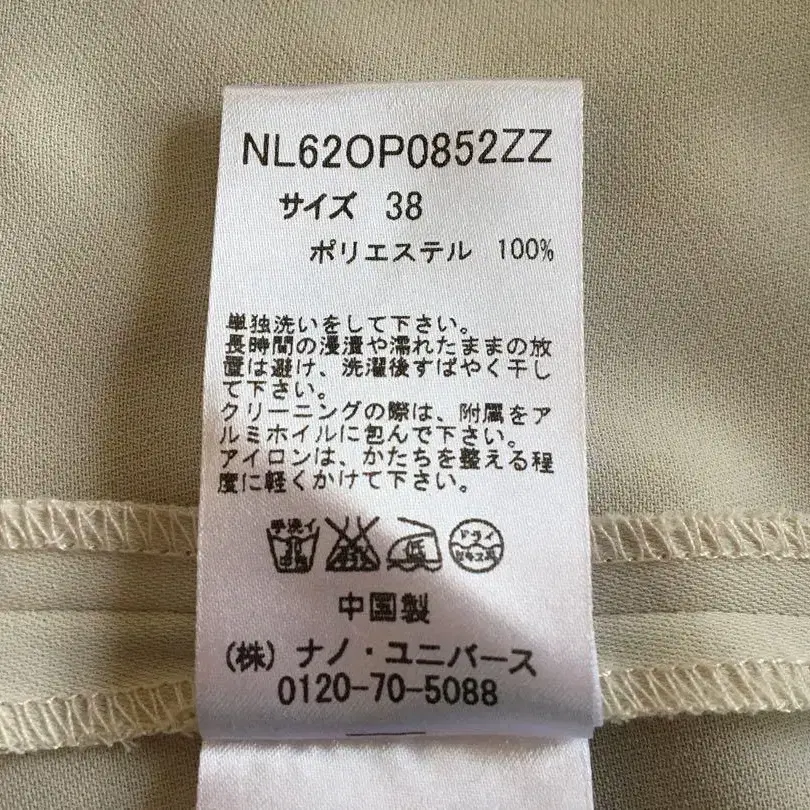 NL62OP0852ZZ
サイズ 38
ポリエステル 100%
単独洗いをして下さい。
長時間の浸漬や濡れたままの放
置は避け、洗濯後すばやく干し
て下さい。
クリーニングの際は、附属をア
ルミホイルに包んで下さい。
アイロンは、かたちを整える程
度に軽くかけて下さい。
手洗イ 低 ドライ
中国製
(株) ナノ・ユニバース
0120-70-5088